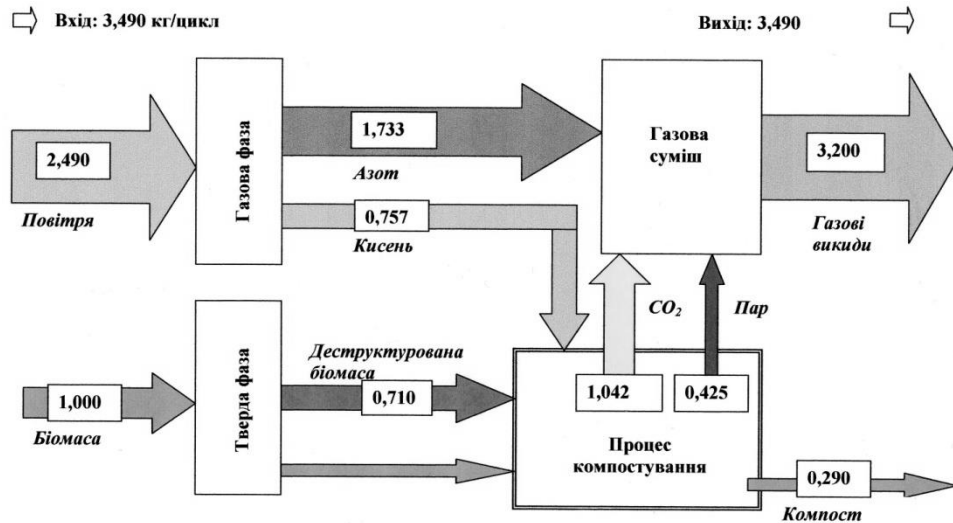 Вхід: 3,490 кг/цикл
Вихід: 3,490
Газова фаза
1,733
Азот
Газова
суміш
2,490
Повітря
3,200
Газові
викиди
0,757
Кисень
CO₂
Пар
Тверда фаза
Деструктурована
біомаса
0,710
1,000
Біомаса
1,042
0,425
Процес
компостування
0,290
Компост